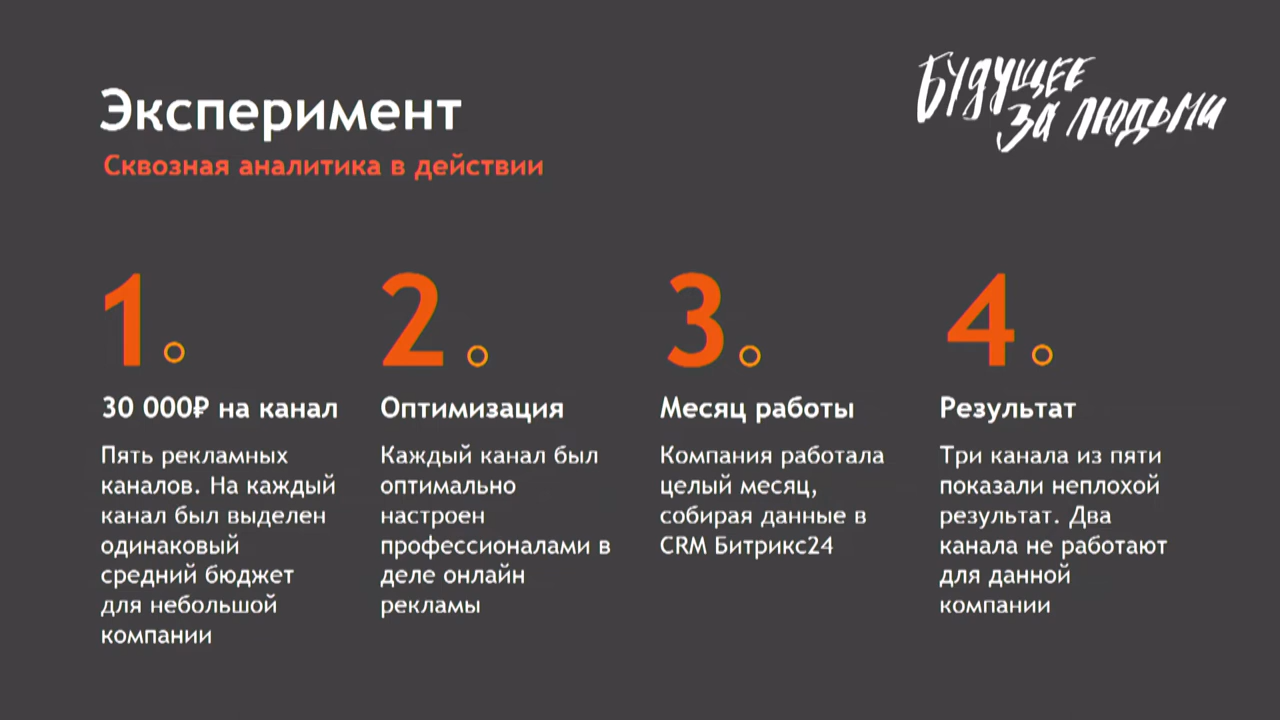 Будущее
за людьми
Эксперимент
Сквозная аналитика в действии
1
30 000₽ на канал
Пять рекламных
каналов. На каждый
канал был выделен
одинаковый
средний бюджет
для небольшой
компании
2
Оптимизация
Каждый канал был
оптимально
настроен
профессионалами в
деле онлайн
рекламы
3
Месяц работы
Компания работала
целый месяц,
собирая данные в
CRM Битрикс24
4
Результат
Три канала из пяти
показали неплохой
результат. Два
канала не работают
для данной
компании